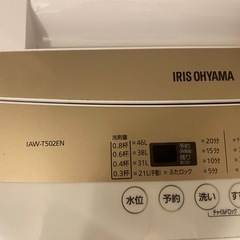 IRIS OHYAMA
IAW-T502EN
洗剤量
0.8杯 46L
0.6杯 38L
0.4杯 31L
0.3杯 21L(手動) ふたロック
予約
残り
20分
15分
10分
5分
水位 予約 洗い すす
チャイルドロック